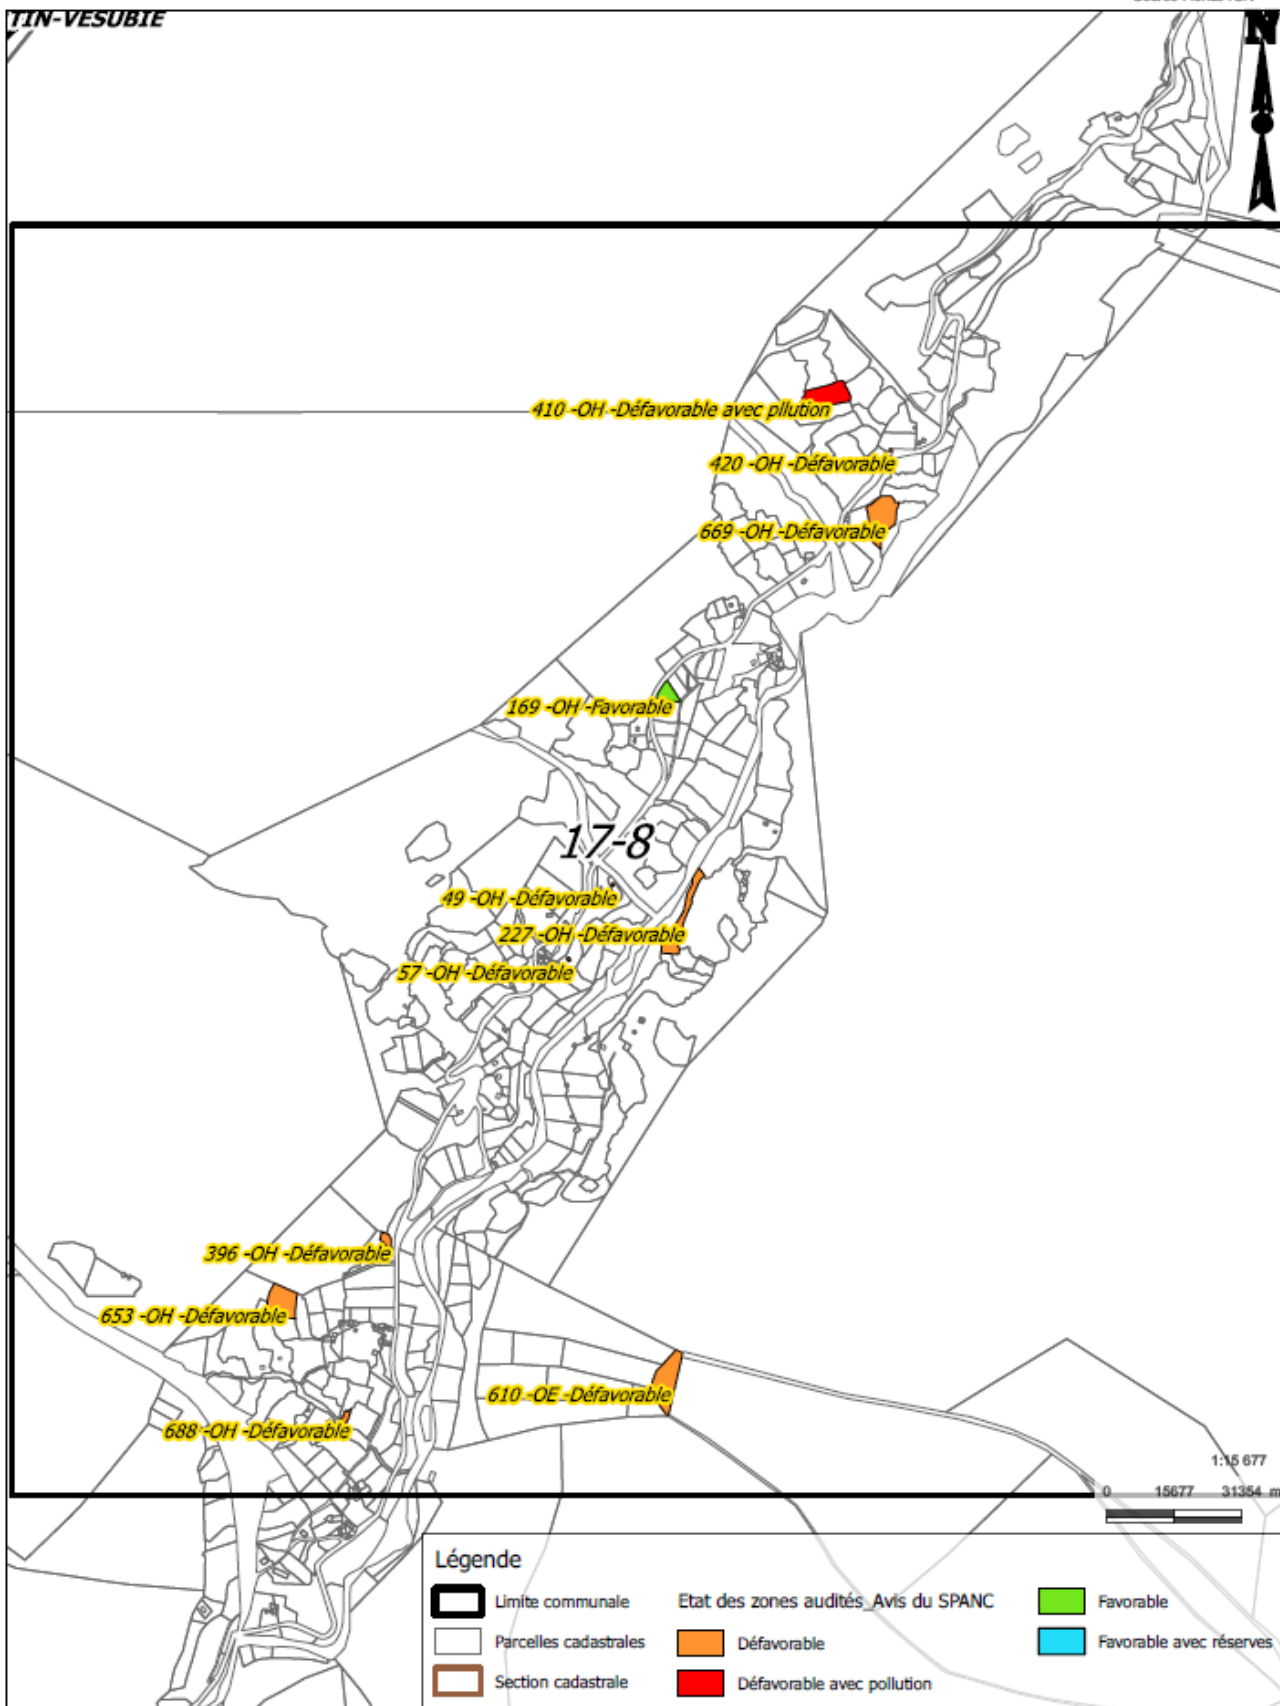 TIN-VESUBIE
N
410 -OH -Défavorable avec pllution
420 -OH -Défavorable
669 -OH -Défavorable
169 -OH -Favorable
17-8
49 -OH -Défavorable
227 -OH -Défavorable
57 -OH -Défavorable
396 -OH -Défavorable
653 -OH -Défavorable
610 -OE -Défavorable
688 -OH -Défavorable
1:15 677
0 15677 31354 m
Légende
Limite communale
Parcelles cadastrales
Section cadastrale
Etat des zones audités_Avis du SPANC
Défavorable
Défavorable avec pollution
Favorable
Favorable avec réserves